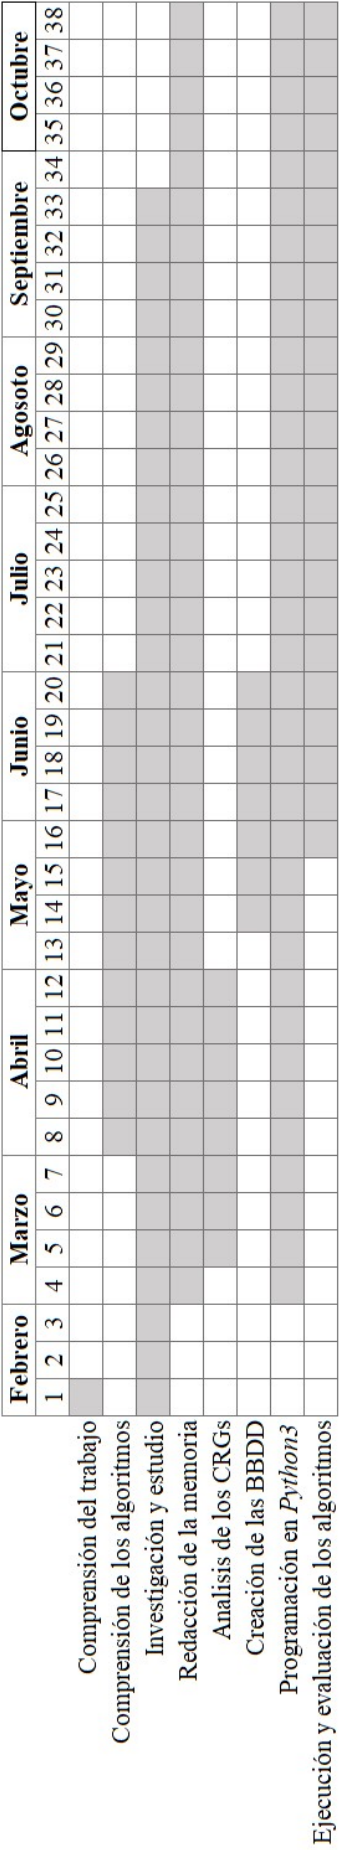 Febrero Marzo Abril Mayo Junio Julio Agosoto Septiembre Octubre
1 2 3 4 5 6 7 8 9 10 11 12 13 14 15 16 17 18 19 20 21 22 23 24 25 26 27 28 29 30 31 32 33 34 35 36 37 38
Comprensión del trabajo
Comprensión de los algoritmos
Investigación y estudio
Redacción de la memoria
Analisis de los CRGs
Creación de las BBDD
Programación en Python3
Ejecución y evaluación de los algoritmos